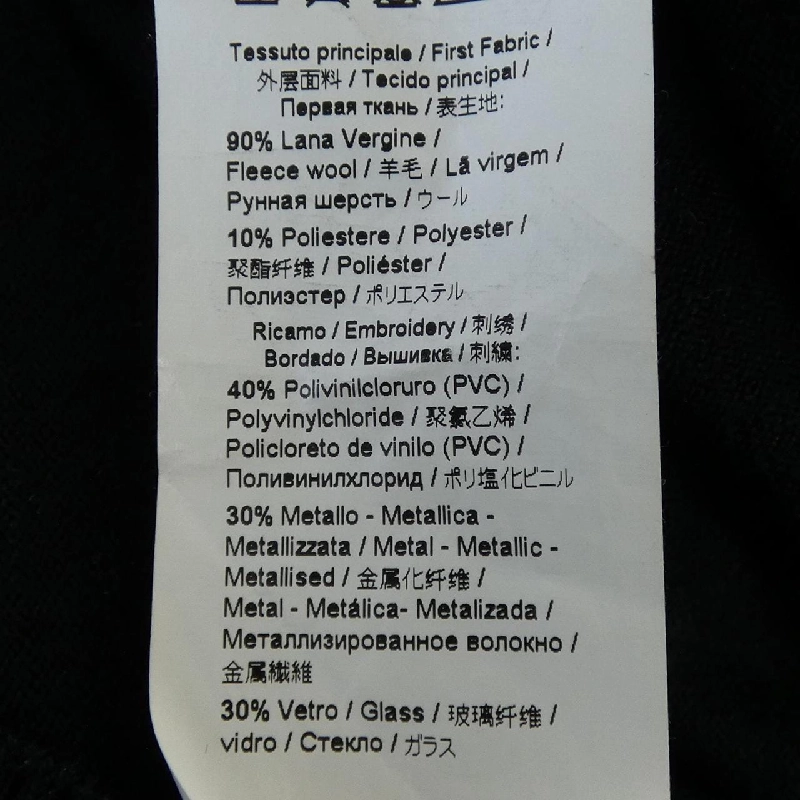 Tessuto principale / First Fabric /
外层面料 / Tecido principal /
Первая ткань / 表生地:
90% Lana Vergine /
Fleece wool / 羊毛 / Lã virgem /
Рунная шерсть / ウール
10% Poliestere / Polyester /
聚酯纤维 / Poliéster /
Полиэстер / ポリエステル
Ricamo / Embroidery / 刺绣 /
Bordado / Вышивка / 刺繍:
40% Polivinilcloruro (PVC) /
Polyvinylchloride / 聚氯乙烯 /
Policloreto de vinilo (PVC) /
Поливинилхлорид / ポリ塩化ビニル
30% Metallo - Metallica -
Metallizzata / Metal - Metallic -
Metallised / 金属化纤维 /
Metal - Metálica- Metalizada /
Металлизированное волокно /
金属繊維
30% Vetro / Glass / 玻璃纤维 /
vidro / Стекло / ガラス